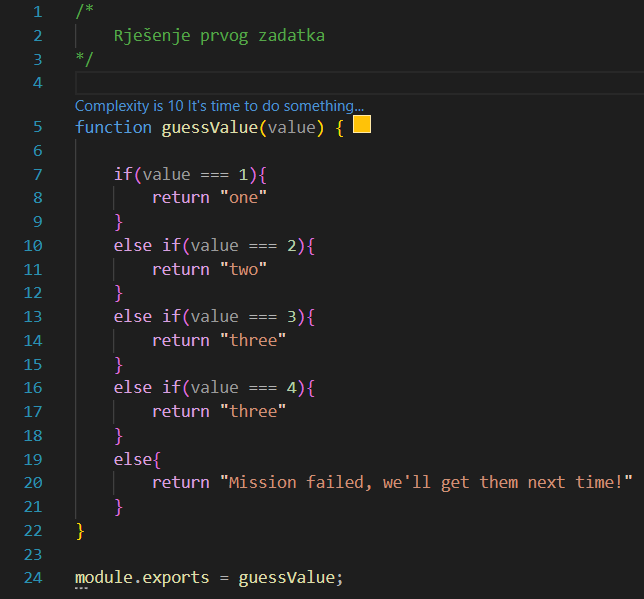 1 /*
2 Rješenje prvog zadatka
3 */
4
Complexity is 10 It's time to do something...
5 function guessValue(value) {
6
7 if(value === 1){
8 return "one"
9 }
10 else if(value === 2){
11 return "two"
12 }
13 else if(value === 3){
14 return "three"
15 }
16 else if(value === 4){
17 return "three"
18 }
19 else{
20 return "Mission failed, we'll get them next time!"
21 }
22 }
23
24 module.exports = guessValue;